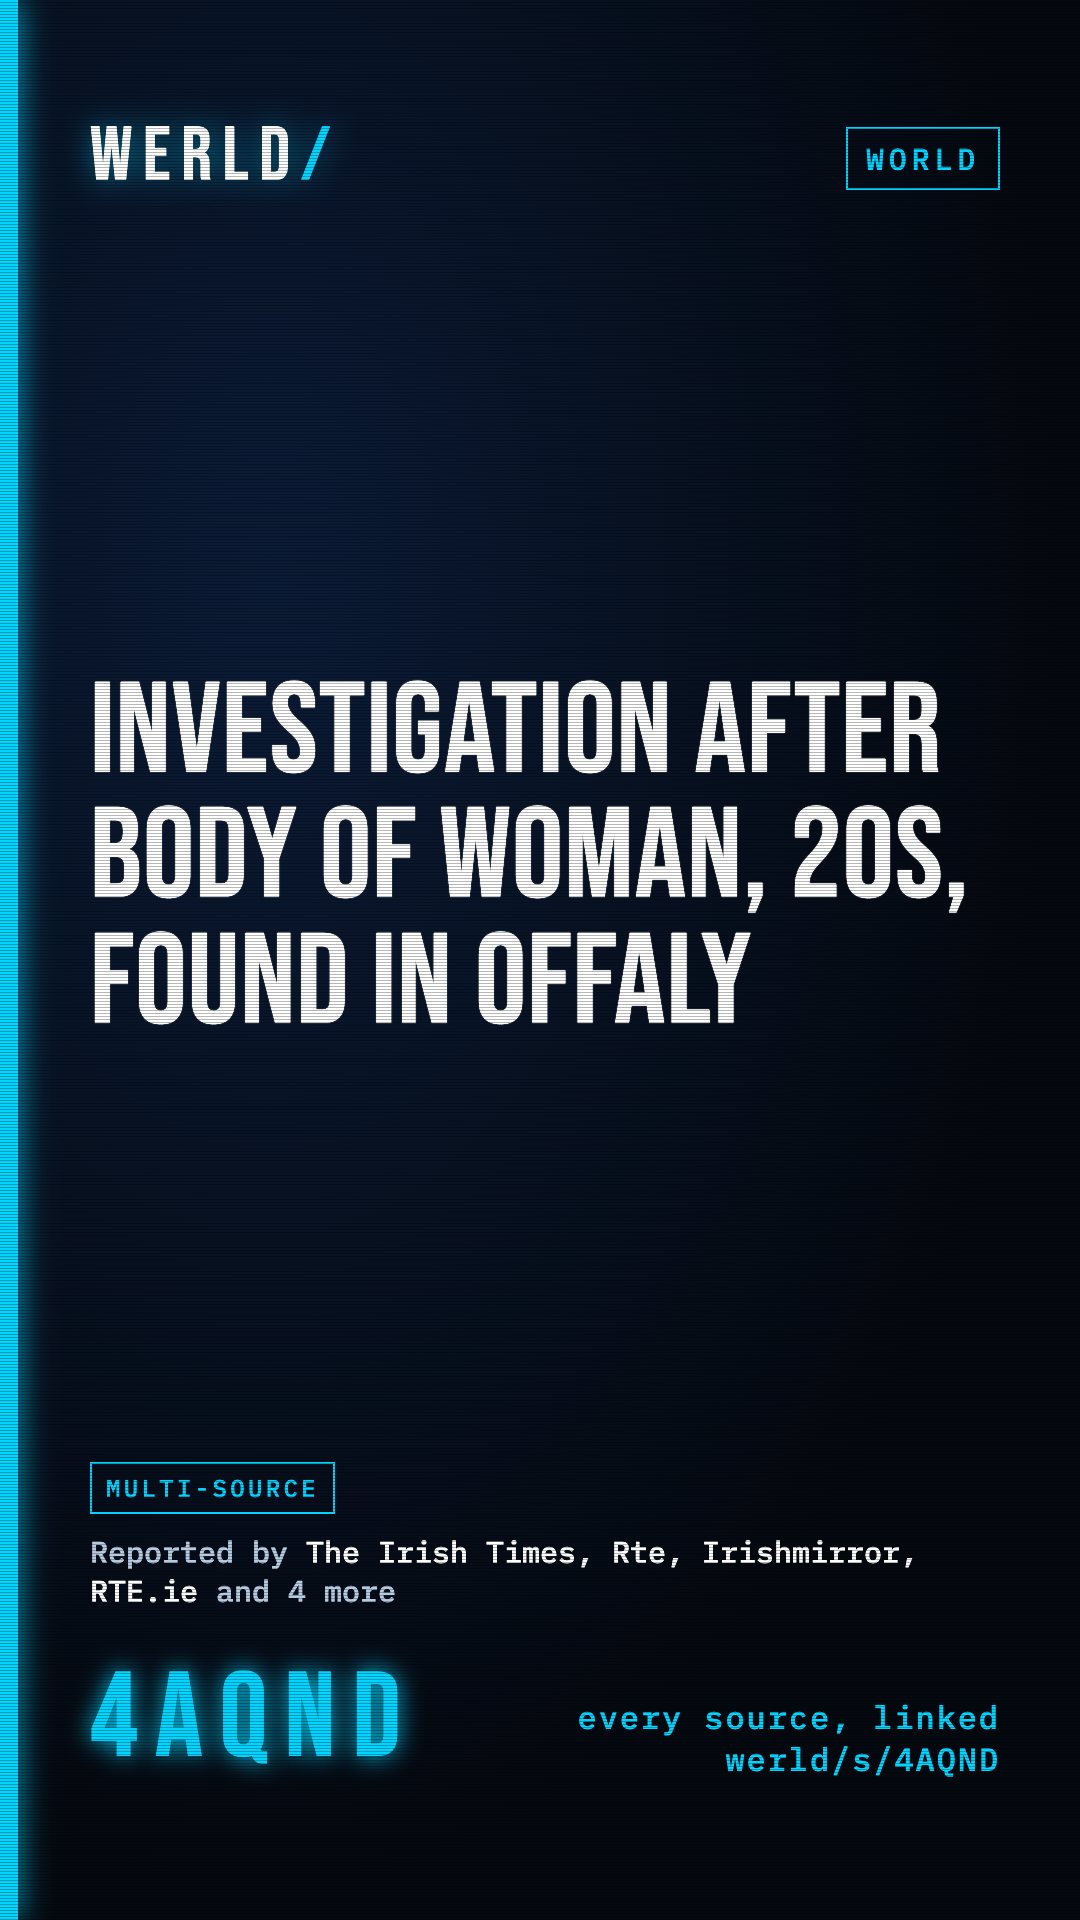 WERLD/
WORLD
INVESTIGATION AFTER
BODY OF WOMAN, 20S,
FOUND IN OFFALY
MULTI-SOURCE
Reported by The Irish Times, Rte, Irishmirror,
RTE.ie and 4 more
4AQND
every source, linked
werld/s/4AQND